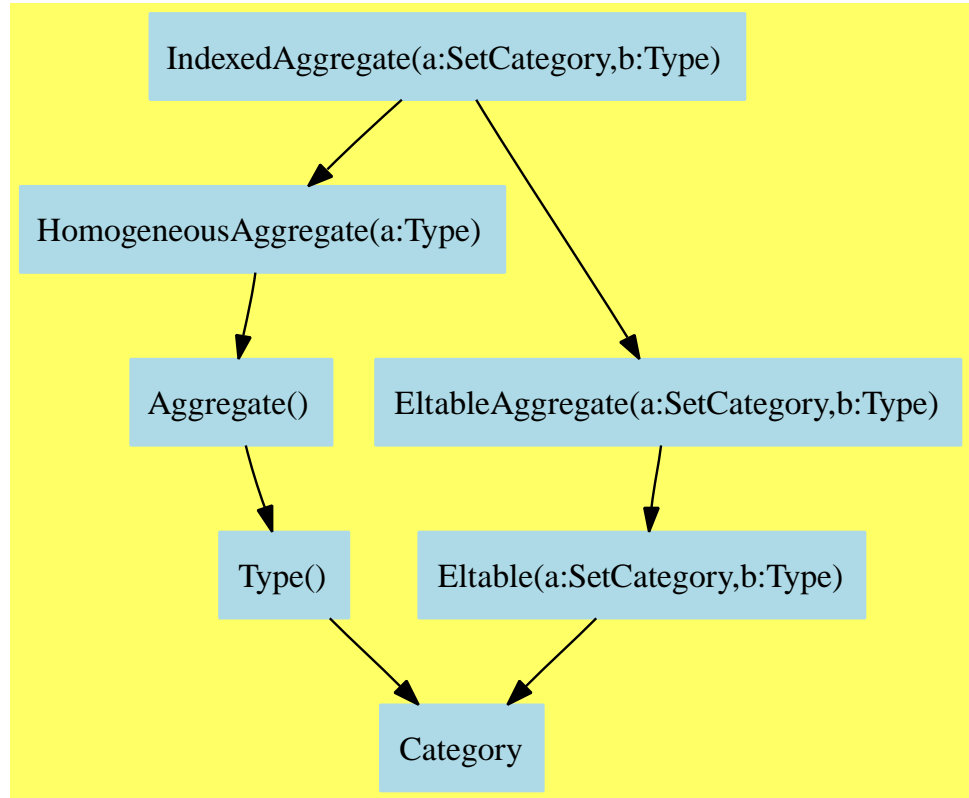 IndexedAggregate(a:SetCategory,b:Type)
HomogeneousAggregate(a:Type)
Aggregate()
EltableAggregate(a:SetCategory,b:Type)
Type()
Eltable(a:SetCategory,b:Type)
Category